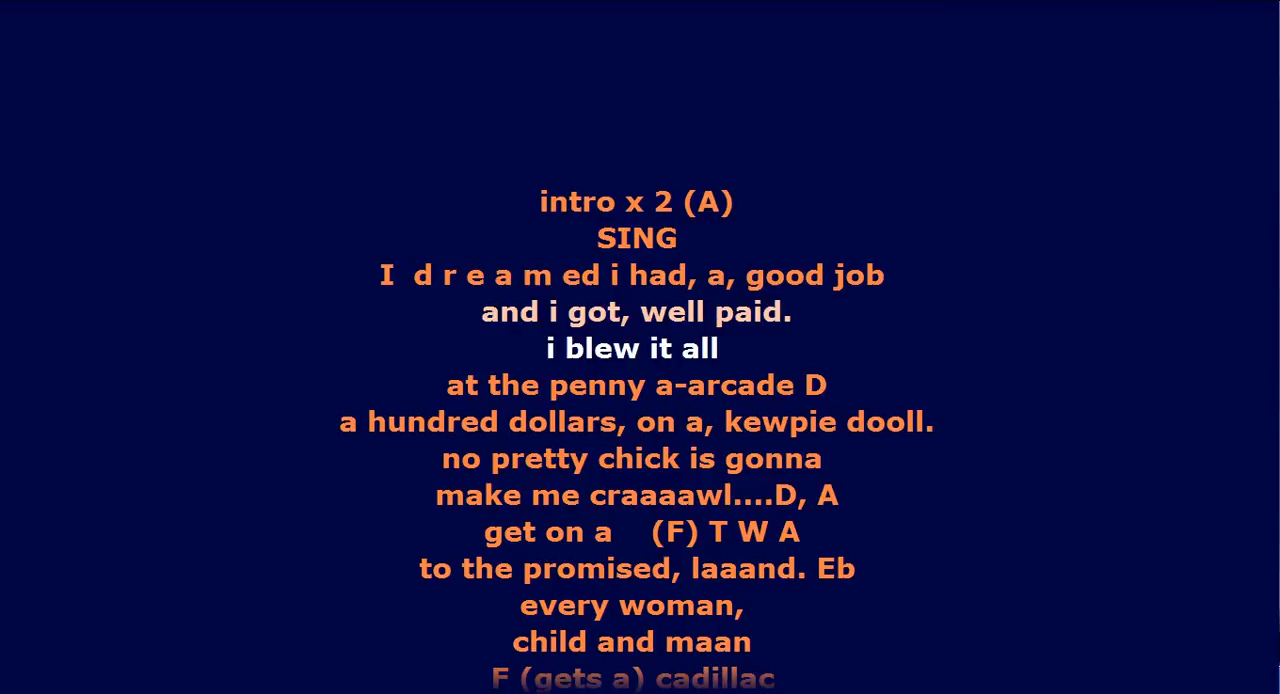 intro x 2 (A)
SING
I d r e a m ed i had, a, good job
and i got, well paid.
i blew it all
at the penny a-arcade D
a hundred dollars, on a, kewpie dooll.
no pretty chick is gonna
make me craaaawl....D, A
get on a (F) T W A
to the promised, laaand. Eb
every woman,
child and maan
F (gets a) cadillac